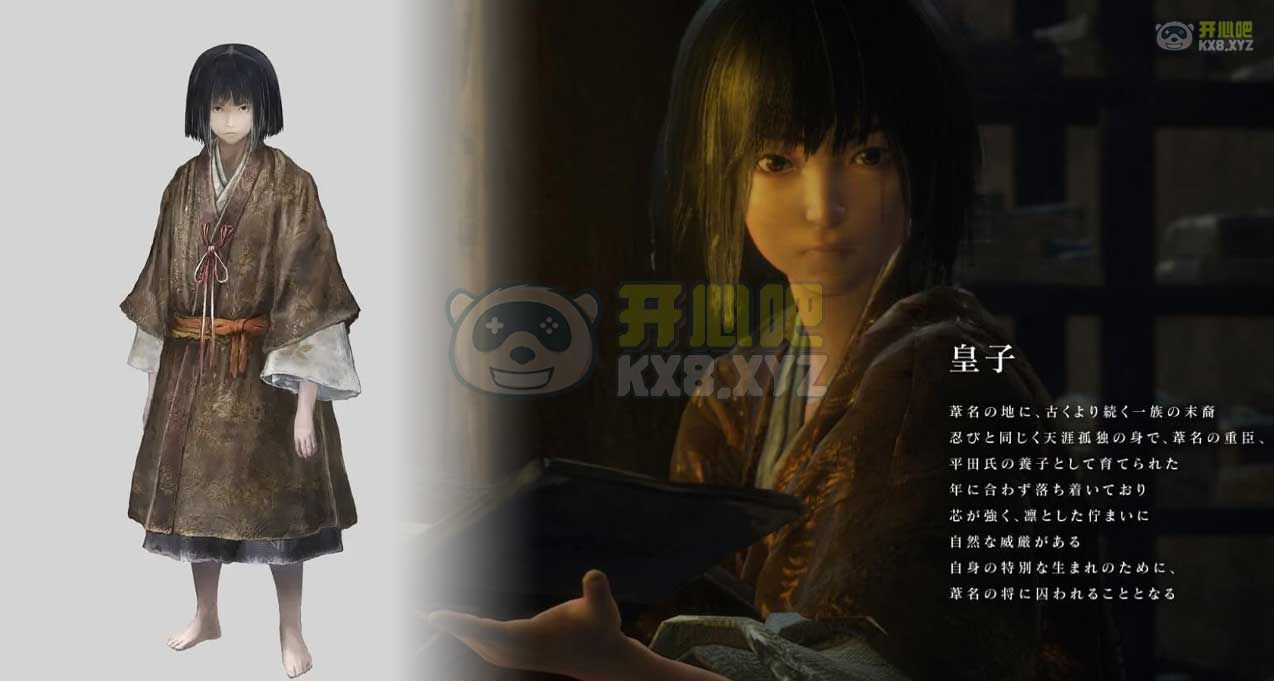 开心吧
KX8.XYZ
开心吧
KX8.XYZ
皇子
葦名の地に、古くより続く一族の末裔
忍びと同じく天涯孤独の身で、葦名の重臣、
平田氏の養子として育てられた
年に合わず落ち着いており
芯が強く、凛とした佇まいに
自然な威厳がある
自身の特別な生まれのために、
葦名の将に囚われることとなる